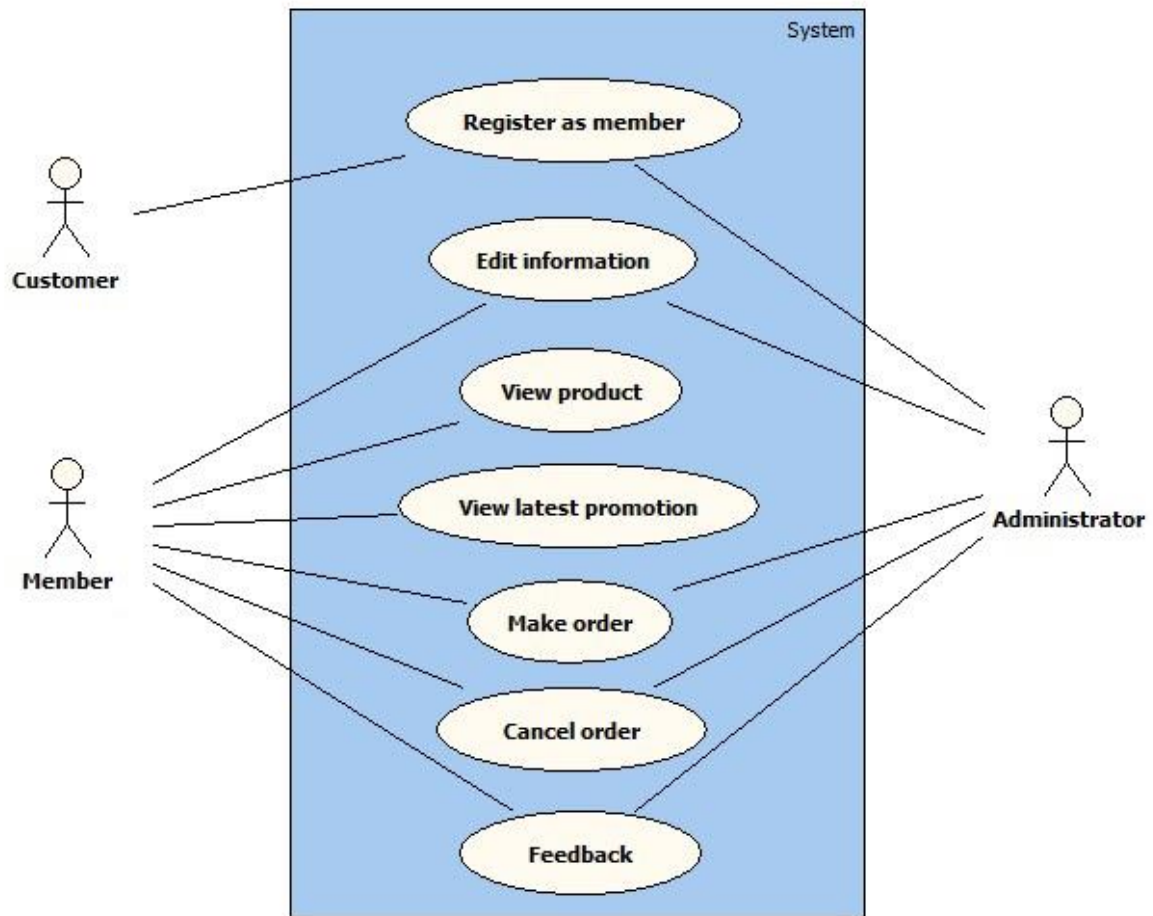 System
Register as member
Customer
Edit information
View product
View latest promotion
Member
Administrator
Make order
Cancel order
Feedback